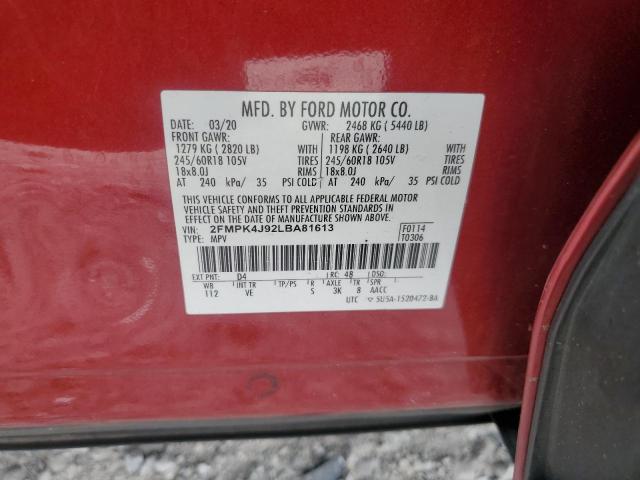 MFD. BY FORD MOTOR CO.
DATE: 03/20 GVWR: 2468 KG ( 5440 LB)
FRONT GAWR: REAR GAWR:
1279 KG ( 2820 LB) WITH 1198 KG ( 2640 LB) WITH
245/60R18 105V TIRES 245/60R18 105V TIRES
18x8.0J RIMS 18x8.0J RIMS
AT 240 kPa/ 35 PSI COLD AT 240 kPa/ 35 PSI COLD
THIS VEHICLE CONFORMS TO ALL APPLICABLE FEDERAL MOTOR
VEHICLE SAFETY AND THEFT PREVENTION STANDARDS IN
EFFECT ON THE DATE OF MANUFACTURE SHOWN ABOVE.
VIN: 2FMPK4J92LBA81613 F0114
TYPE: MPV T0306
EXT PNT: D4 RC: 48 DSO:
WB INT TR TP/PS R AXLE TR SPR
112 VE S 3K 8 AACC
UTC 5U5A-1520472-BA